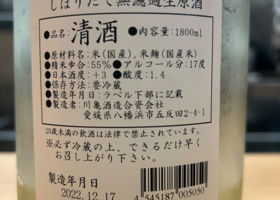 しぼりたて無濾過生原酒
●品名:清酒 ●内容量:1800ml
●原材料名:米(国産)、米麹(国産米)
●精米歩合:55% ●アルコール分:17度
●日本酒度:+3 ●酸度:1.4
●保存方法:要冷蔵
●製造年月日:ラベル下部に記載
●製造者:川亀酒造合資会社
愛媛県八幡浜市五反田2-4-1
20歳未満の飲酒は法律で禁止されています。
※必ず冷蔵の上、できるだけ早く
お召し上がり下さい。
製造年月日
2022.12.17
4545187005050